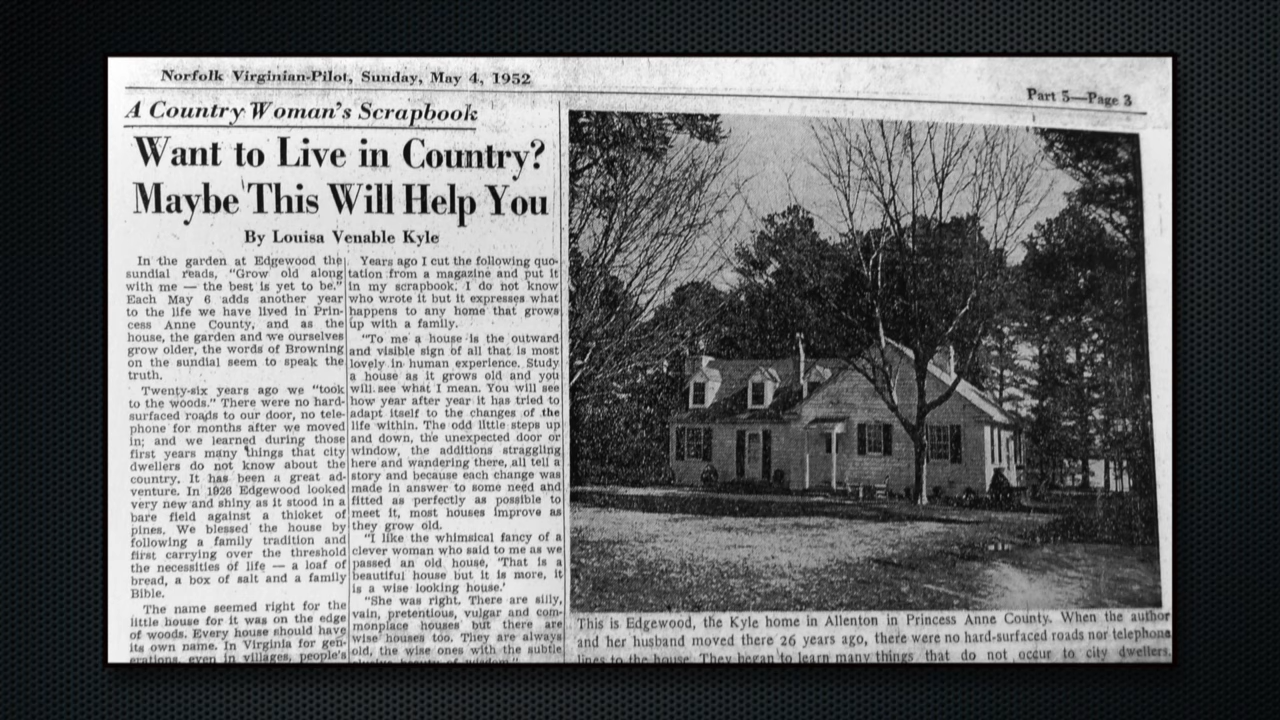 Norfolk Virginian-Pilot, Sunday, May 4, 1952
Part 5—Page 3
A Country Woman's Scrapbook
Want to Live in Country?
Maybe This Will Help You
By Louisa Venable Kyle
In the garden at Edgewood the
sundial reads, "Grow old along
with me — the best is yet to be."
Each May 6 adds another year
to the life we have lived in Prin-
cess Anne County, and as the
house, the garden and we ourselves
grow older, the words of Browning
on the sundial seem to speak the
truth.
Twenty-six years ago we "took
to the woods." There were no hard-
surfaced roads to our door, no tele-
phone for months after we moved
in; and we learned during those
first years many things that city
dwellers do not know about the
country. It has been a great ad-
venture. In 1926 Edgewood looked
very new and shiny as it stood in a
bare field against a thicket of
pines. We blessed the house by
following a family tradition and
first carrying over the threshold
the necessities of life — a loaf of
bread, a box of salt and a family
Bible.
The name seemed right for the
little house for it was on the edge
of woods. Every house should have
its own name. In Virginia for gen-
erations, even in villages, people's
Years ago I cut the following quo-
tation from a magazine and put it
in my scrapbook. I do not know
who wrote it but it expresses what
happens to any home that grows
up with a family.
"To me a house is the outward
and visible sign of all that is most
lovely in human experience. Study
a house as it grows old and you
will see what I mean. You will see
how year after year it has tried to
adapt itself to the changes of the
life within. The odd little steps up
and down, the unexpected door or
window, the additions straggling
here and wandering there, all tell a
story and because each change was
made in answer to some need and
fitted as perfectly as possible to
meet it, most houses improve as
they grow old.
"I like the whimsical fancy of a
clever woman who said to me as we
passed an old house, 'That is a
beautiful house but it is more, it
is a wise looking house.'
"She was right. There are silly,
vain, pretentious, vulgar and com-
monplace houses but there are
wise houses too. They are always
old, the wise ones with the subtle
This is Edgewood, the Kyle home in Allenton in Princess Anne County. When the author
and her husband moved there 26 years ago, there were no hard-surfaced roads nor telephone
lines to the house. They began to learn many things that do not occur to city dwellers.